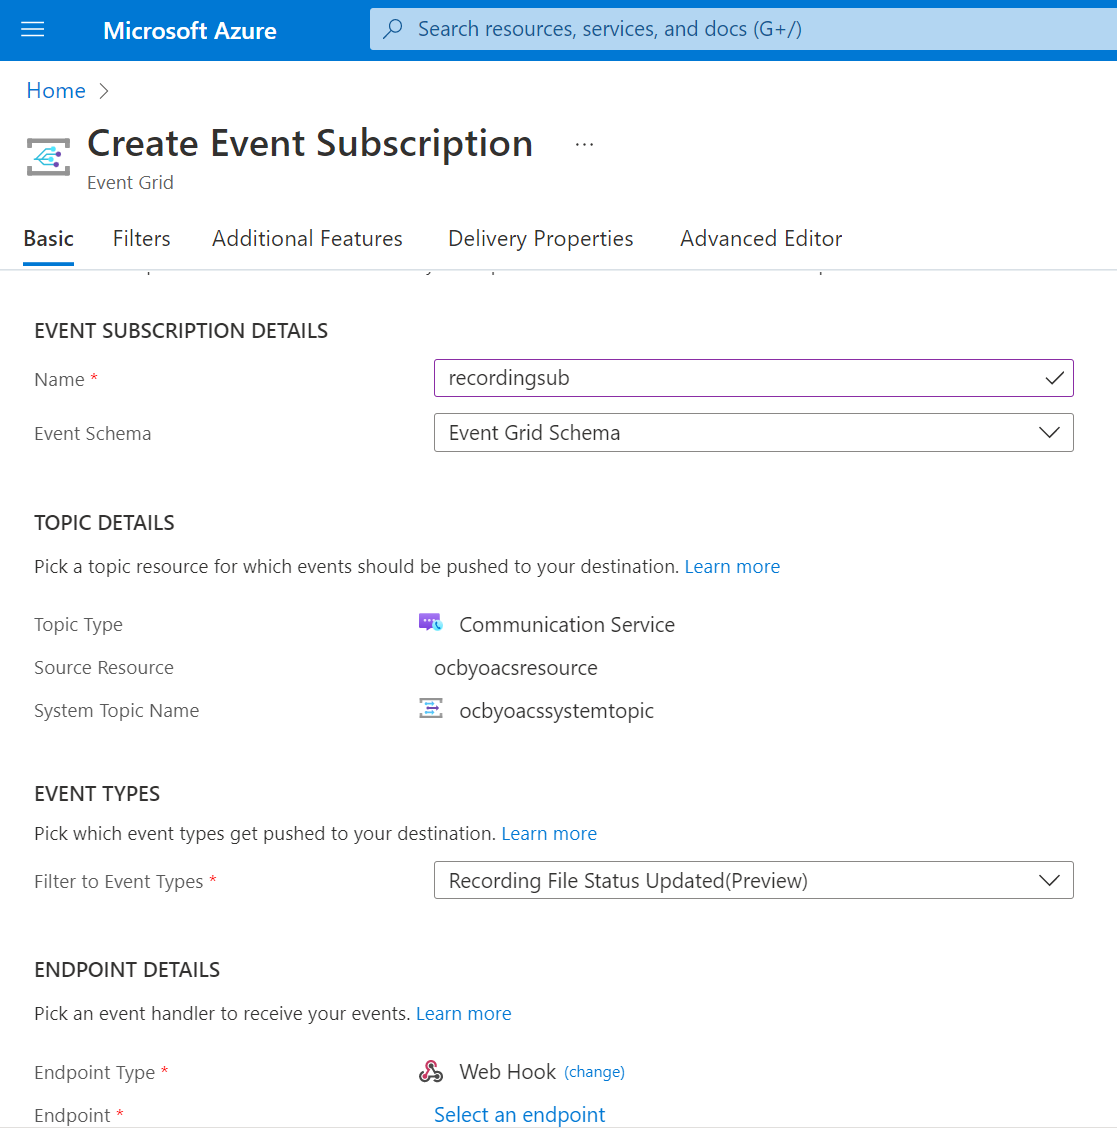 Microsoft Azure
Search resources, services, and docs (G+/)
Home
Create Event Subscription ...
Event Grid
Basic Filters Additional Features Delivery Properties Advanced Editor
EVENT SUBSCRIPTION DETAILS
Name * recordingsub
Event Schema Event Grid Schema
TOPIC DETAILS
Pick a topic resource for which events should be pushed to your destination. Learn more
Topic Type Communication Service
Source Resource ocbyoacsresource
System Topic Name ocbyoacssystemtopic
EVENT TYPES
Pick which event types get pushed to your destination. Learn more
Filter to Event Types * Recording File Status Updated(Preview)
ENDPOINT DETAILS
Pick an event handler to receive your events. Learn more
Endpoint Type * Web Hook (change)
Endpoint * Select an endpoint